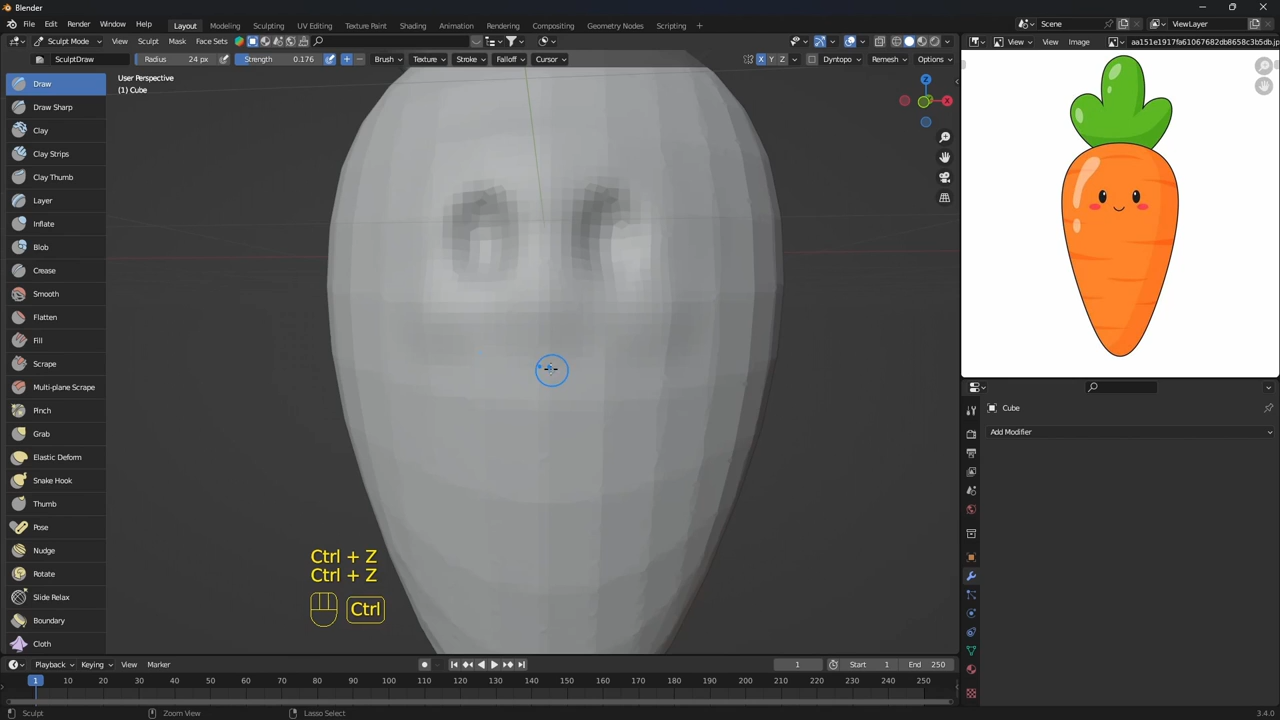 Blender
File Edit Render Window Help Layout Modeling Sculpting UV Editing Texture Paint Shading Animation Rendering Compositing Geometry Nodes Scripting + Scene ViewLayer
Sculpt Mode View Sculpt Mask Face Sets View View Image aa151e1917fa61067682db8658c3b5db.jp
SculptDraw Radius 24 px Strength 0.176 Brush Texture Stroke Falloff Cursor X Y Z Dyntopo Remesh Options
User Perspective
(1) Cube
Z
X
Draw
Draw Sharp
Clay
Clay Strips
Clay Thumb
Layer
Inflate
Blob
Crease
Smooth
Flatten
Fill
Scrape
Multi-plane Scrape
Pinch
Grab
Elastic Deform
Snake Hook
Thumb
Pose
Nudge
Rotate
Slide Relax
Boundary
Cloth
Cube
Add Modifier
Ctrl + Z
Ctrl + Z
Ctrl
Playback Keying View Marker 1 Start 1 End 250
1 10 20 30 40 50 60 70 80 90 100 110 120 130 140 150 160 170 180 190 200 210 220 230 240 250
Sculpt Zoom View Lasso Select 3.4.0